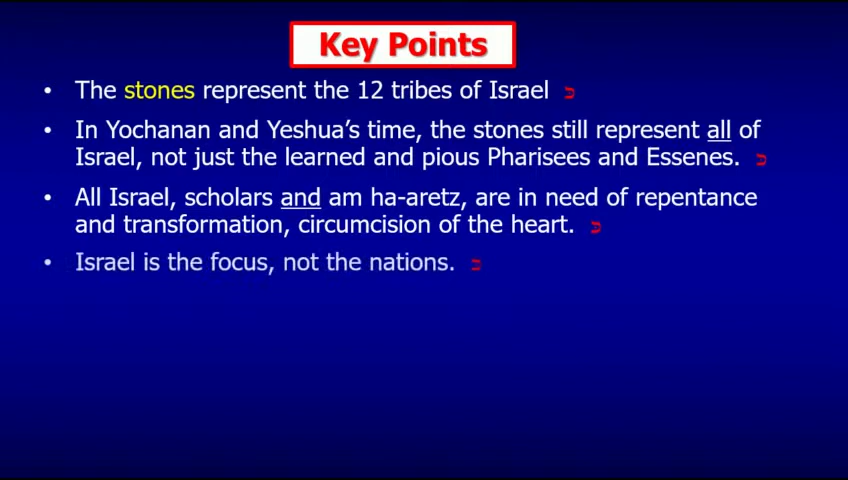 Key Points
• The stones represent the 12 tribes of Israel כ
• In Yochanan and Yeshua's time, the stones still represent all of
Israel, not just the learned and pious Pharisees and Essenes. כ
• All Israel, scholars and am ha-aretz, are in need of repentance
and transformation, circumcision of the heart. כ
• Israel is the focus, not the nations. כ